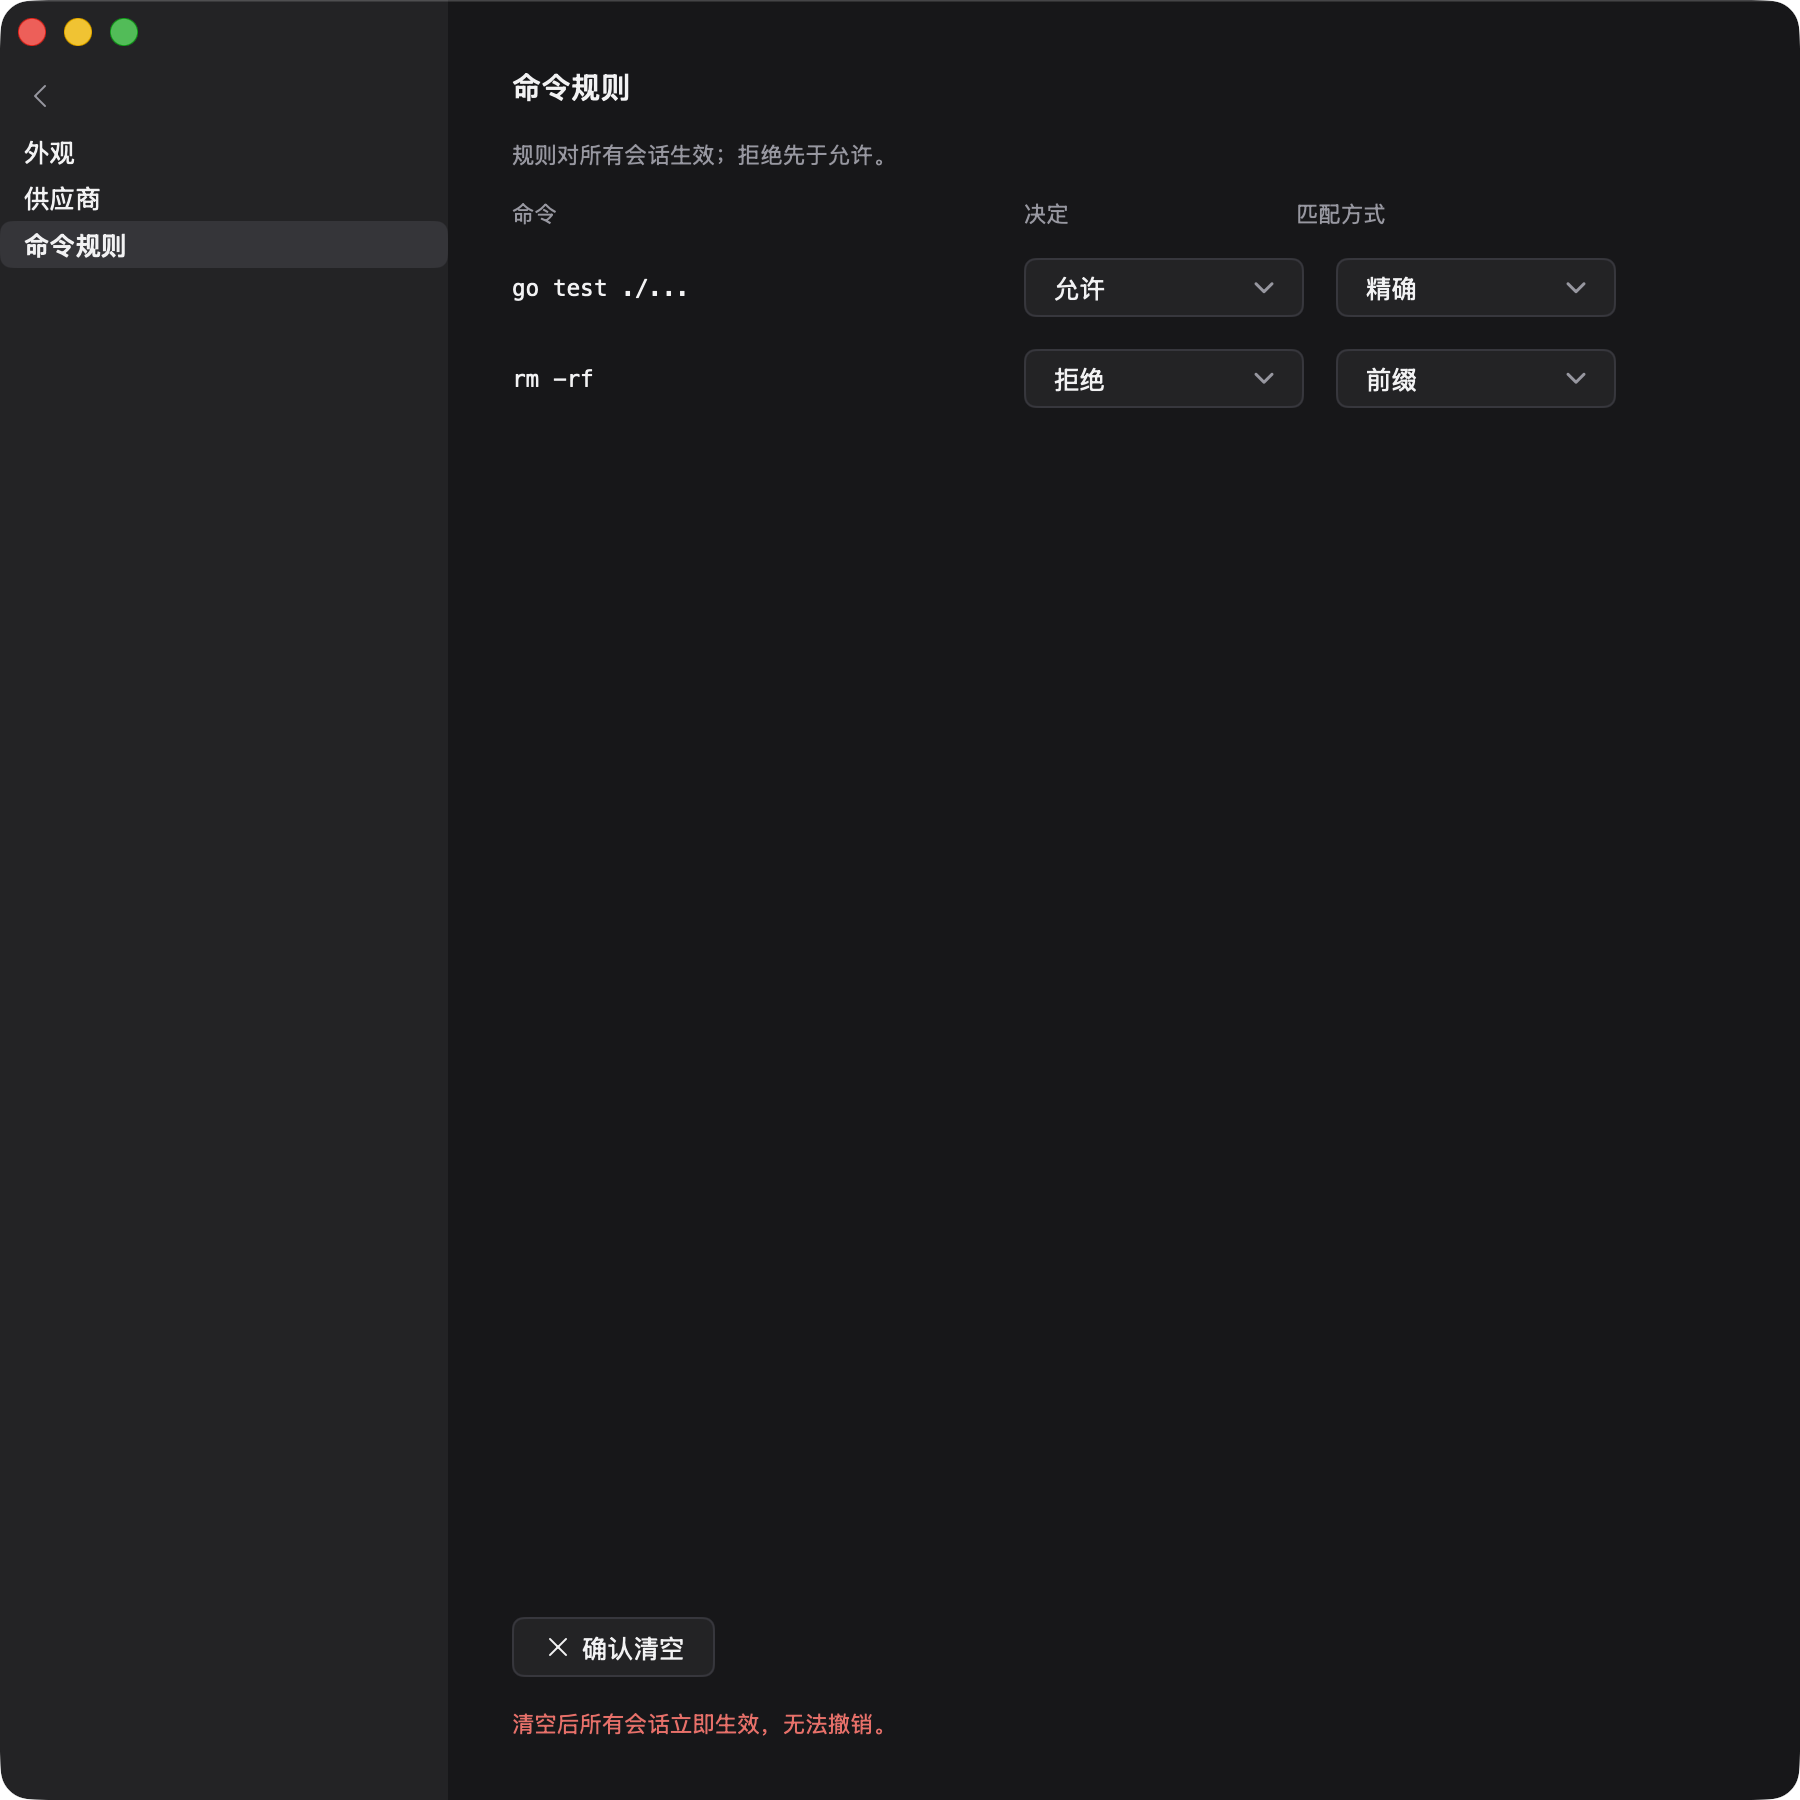 外观
供应商
命令规则
命令规则
规则对所有会话生效；拒绝先于允许。
命令 决定 匹配方式
go test ./... 允许 精确
rm -rf 拒绝 前缀
确认清空
清空后所有会话立即生效，无法撤销。